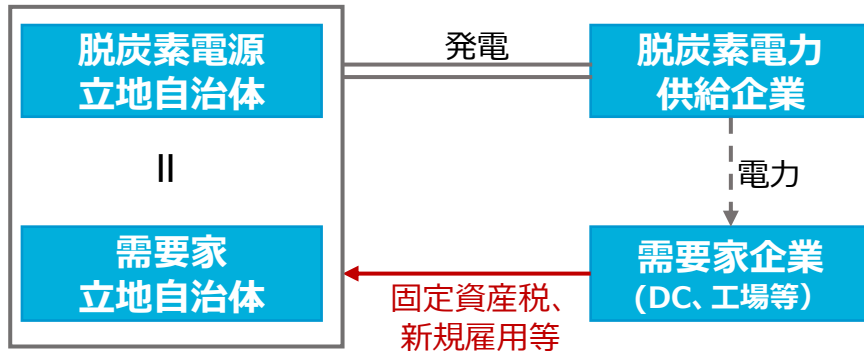 脱炭素電源
立地自治体
発電
脱炭素電力
供給企業
=
電力
需要家
立地自治体
需要家企業
(DC、工場等）
固定資産税、
新規雇用等